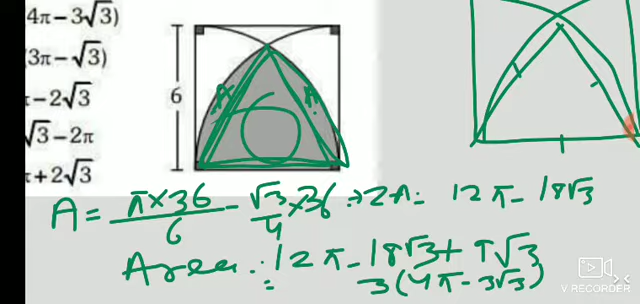 4π − 3√3)
(3π − √3)
− 2√3
√3 − 2π
+ 2√3
6
A
A
A = π×36/6 − √3/4 ×36 → 2A = 12π − 18√3
Area := 12π − 18√3 + 9√3
3(4π − 3√3)
V RECORDER